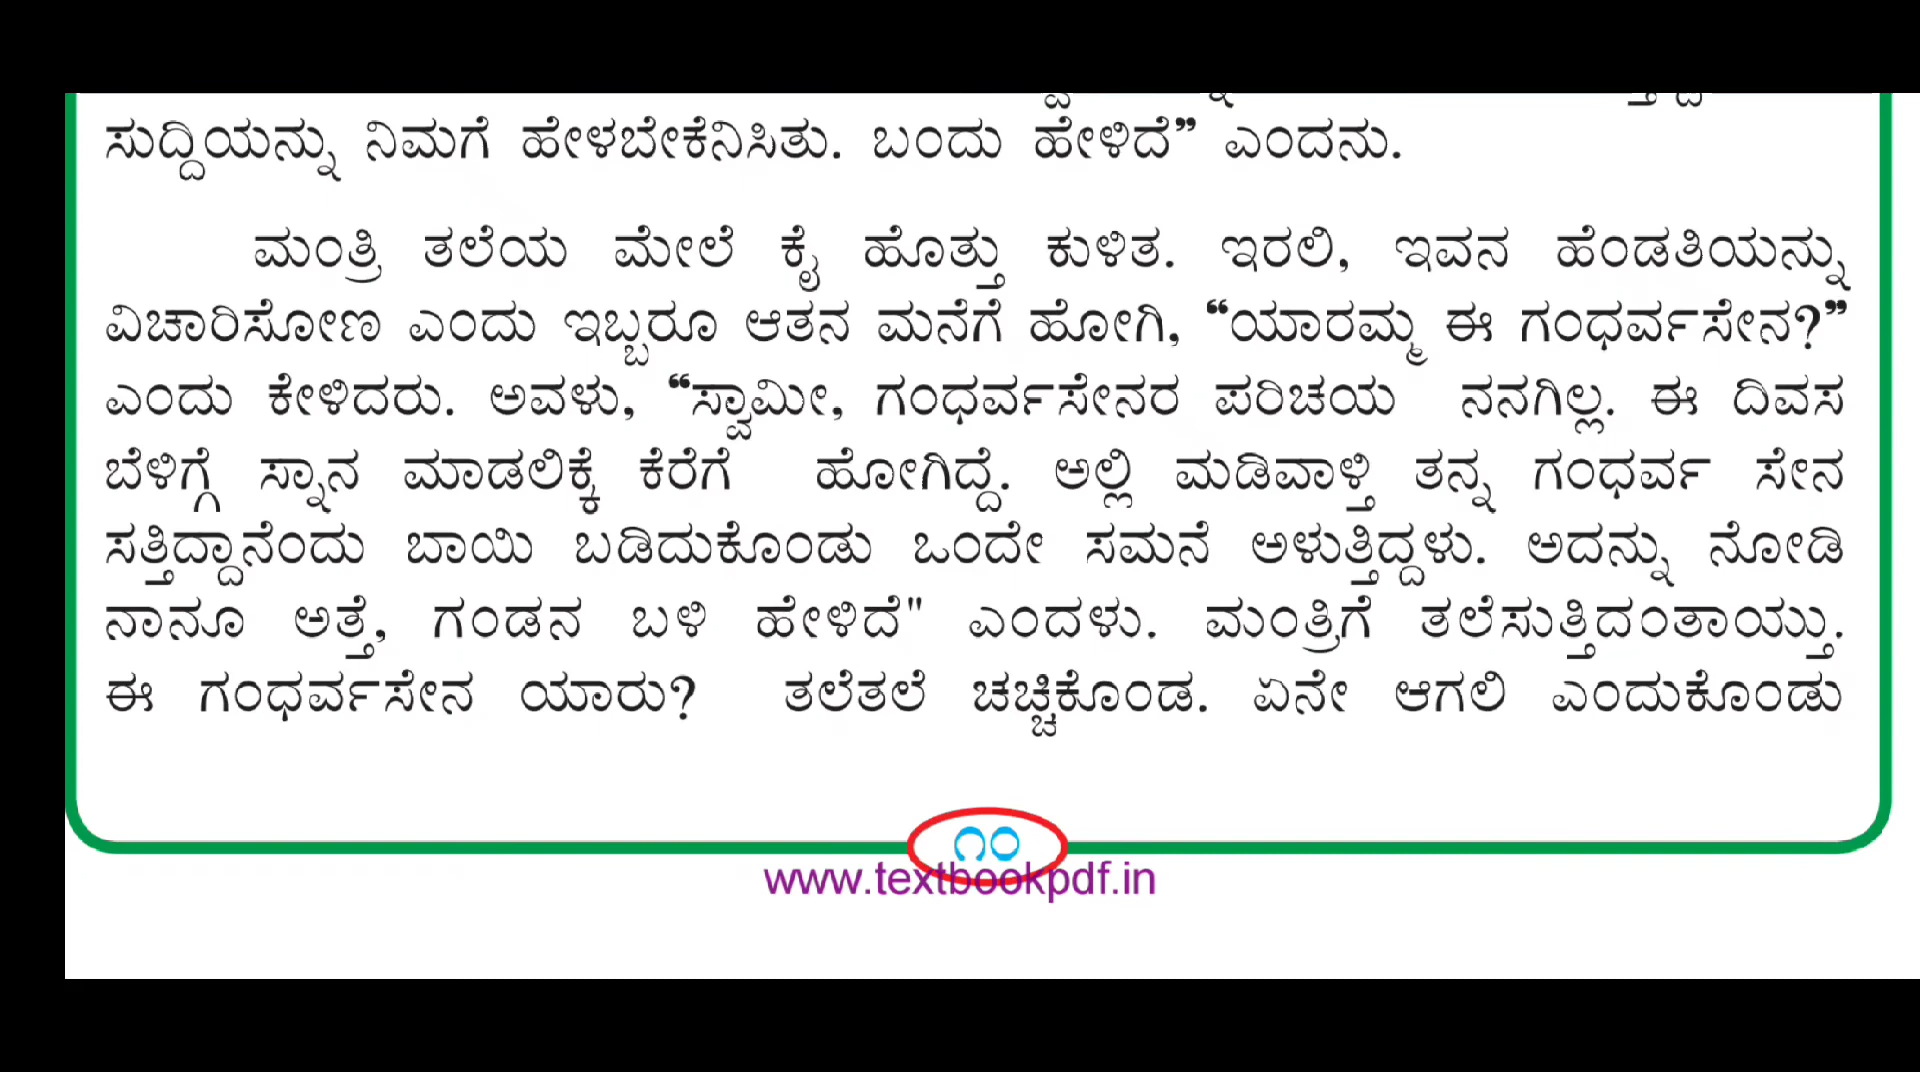 ಸುದ್ದಿಯನ್ನು ನಿಮಗೆ ಹೇಳಬೇಕೆನಿಸಿತು. ಬಂದು ಹೇಳಿದೆ” ಎಂದನು.
ಮಂತ್ರಿ ತಲೆಯ ಮೇಲೆ ಕೈ ಹೊತ್ತು ಕುಳಿತ. ಇರಲಿ, ಇವನ ಹೆಂಡತಿಯನ್ನು
ವಿಚಾರಿಸೋಣ ಎಂದು ಇಬ್ಬರೂ ಆತನ ಮನೆಗೆ ಹೋಗಿ, “ಯಾರಮ್ಮ ಈ ಗಂಧರ್ವಸೇನ?”
ಎಂದು ಕೇಳಿದರು. ಅವಳು, “ಸ್ವಾಮೀ, ಗಂಧರ್ವಸೇನರ ಪರಿಚಯ ನನಗಿಲ್ಲ. ಈ ದಿವಸ
ಬೆಳಿಗ್ಗೆ ಸ್ನಾನ ಮಾಡಲಿಕ್ಕೆ ಕೆರೆಗೆ ಹೋಗಿದ್ದೆ. ಅಲ್ಲಿ ಮಡಿವಾಳ್ತಿ ತನ್ನ ಗಂಧರ್ವ ಸೇನ
ಸತ್ತಿದ್ದಾನೆಂದು ಬಾಯಿ ಬಡಿದುಕೊಂಡು ಒಂದೇ ಸಮನೆ ಅಳುತ್ತಿದ್ದಳು. ಅದನ್ನು ನೋಡಿ
ನಾನೂ ಅತ್ತೆ, ಗಂಡನ ಬಳಿ ಹೇಳಿದೆ" ಎಂದಳು. ಮಂತ್ರಿಗೆ ತಲೆಸುತ್ತಿದಂತಾಯ್ತು.
ಈ ಗಂಧರ್ವಸೇನ ಯಾರು? ತಲೆತಲೆ ಚಚ್ಚಿಕೊಂಡ. ಏನೇ ಆಗಲಿ ಎಂದುಕೊಂಡು
೧೦
www.textbookpdf.in